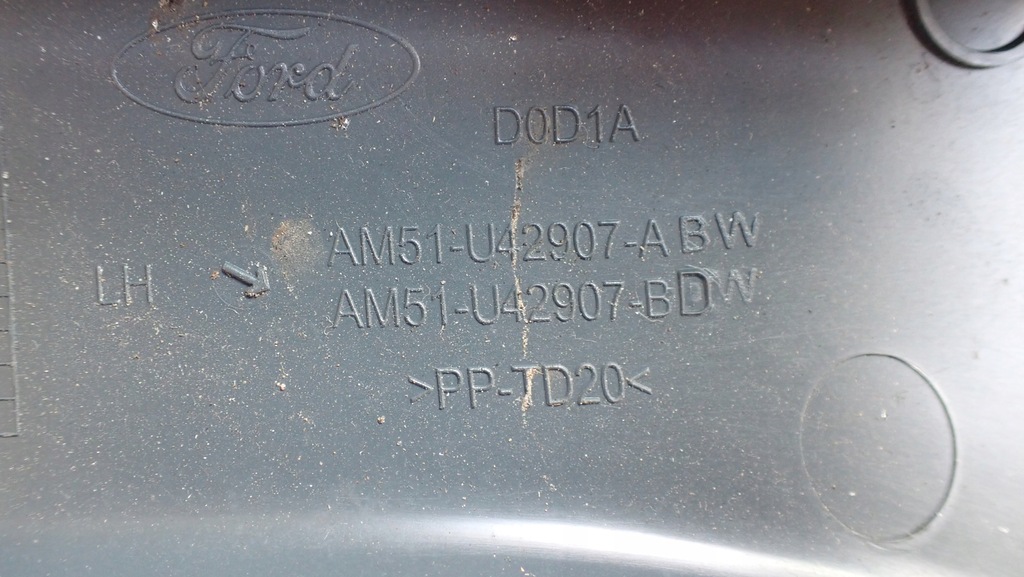 Ford
D0D1A
AM51-U42907-ABW
LH
AM51-U42907-BDW
>PP-TD20<